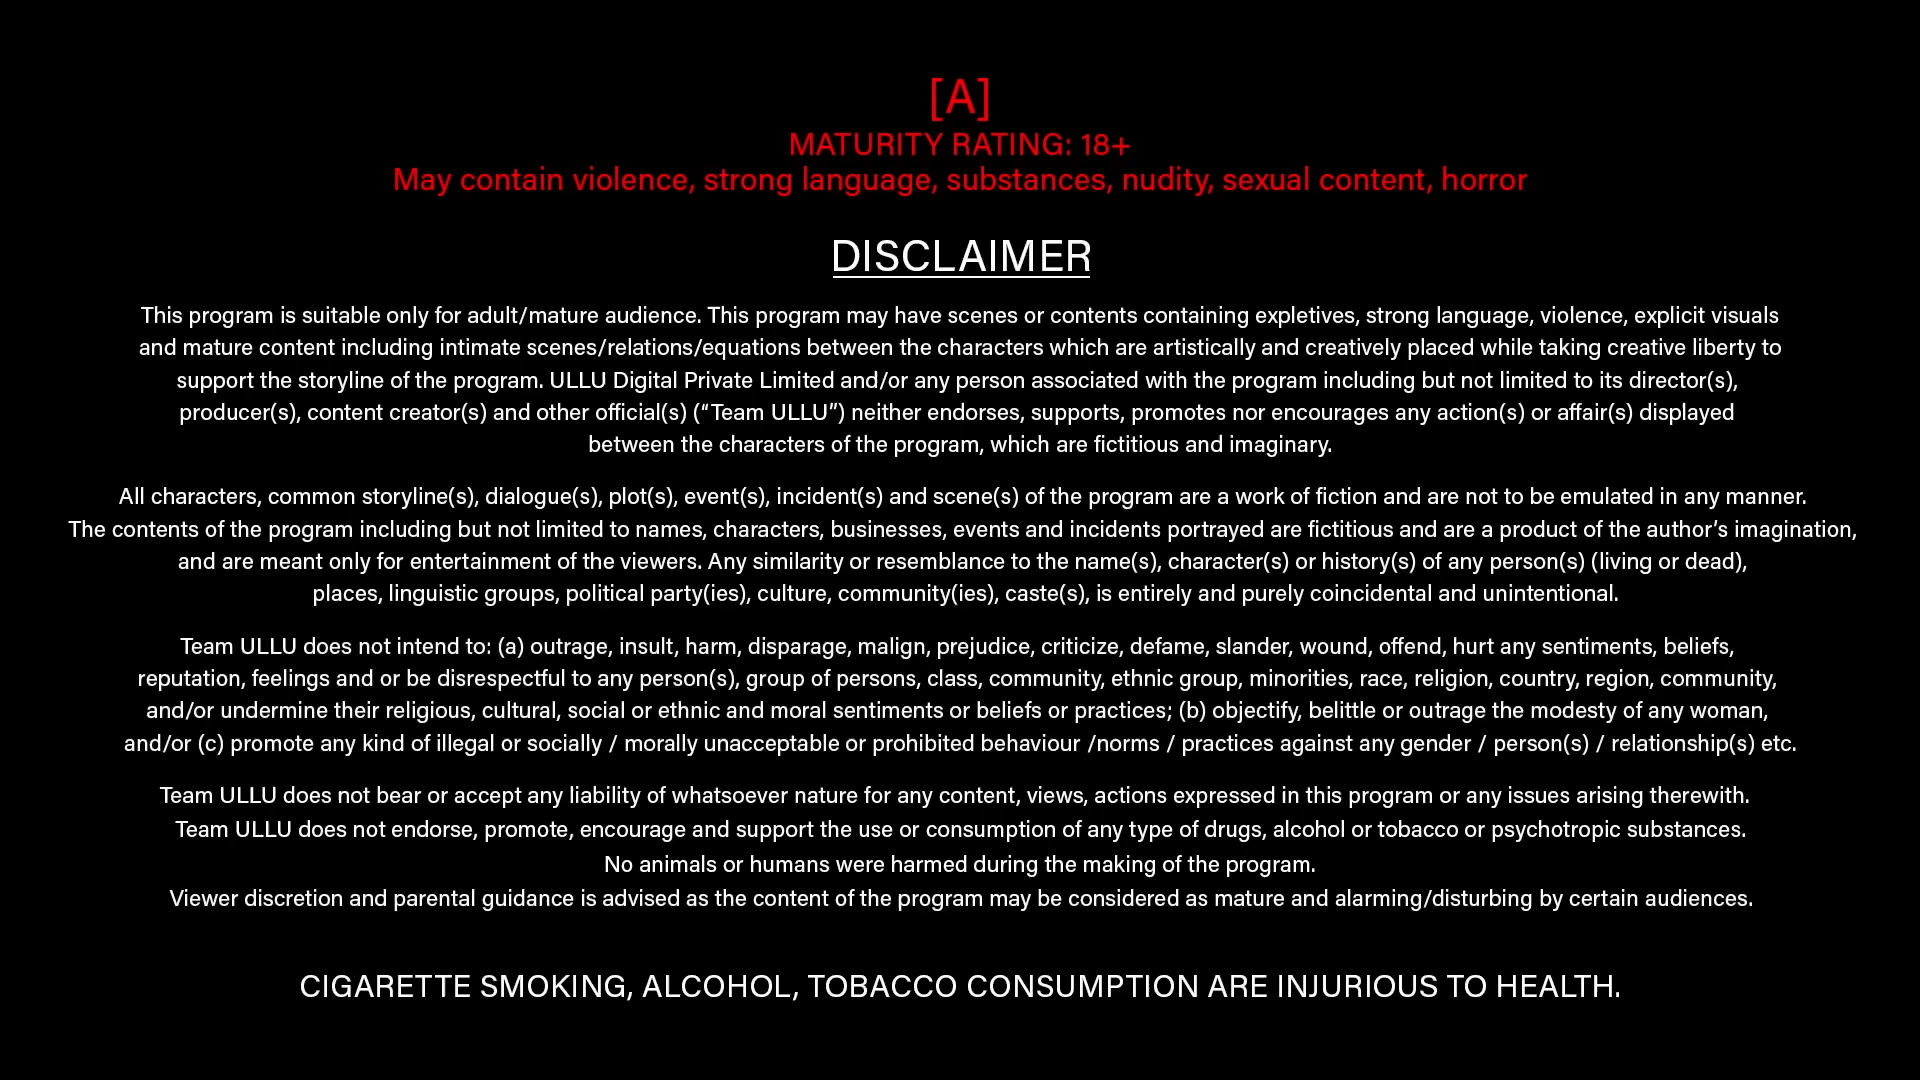 [A]
MATURITY RATING: 18+
May contain violence, strong language, substances, nudity, sexual content, horror
DISCLAIMER
This program is suitable only for adult/mature audience. This program may have scenes or contents containing expletives, strong language, violence, explicit visuals
and mature content including intimate scenes/relations/equations between the characters which are artistically and creatively placed while taking creative liberty to
support the storyline of the program. ULLU Digital Private Limited and/or any person associated with the program including but not limited to its director(s),
producer(s), content creator(s) and other official(s) (“Team ULLU”) neither endorses, supports, promotes nor encourages any action(s) or affair(s) displayed
between the characters of the program, which are fictitious and imaginary.
All characters, common storyline(s), dialogue(s), plot(s), event(s), incident(s) and scene(s) of the program are a work of fiction and are not to be emulated in any manner.
The contents of the program including but not limited to names, characters, businesses, events and incidents portrayed are fictitious and are a product of the author’s imagination,
and are meant only for entertainment of the viewers. Any similarity or resemblance to the name(s), character(s) or history(s) of any person(s) (living or dead),
places, linguistic groups, political party(ies), culture, community(ies), caste(s), is entirely and purely coincidental and unintentional.
Team ULLU does not intend to: (a) outrage, insult, harm, disparage, malign, prejudice, criticize, defame, slander, wound, offend, hurt any sentiments, beliefs,
reputation, feelings and or be disrespectful to any person(s), group of persons, class, community, ethnic group, minorities, race, religion, country, region, community,
and/or undermine their religious, cultural, social or ethnic and moral sentiments or beliefs or practices; (b) objectify, belittle or outrage the modesty of any woman,
and/or (c) promote any kind of illegal or socially / morally unacceptable or prohibited behaviour /norms / practices against any gender / person(s) / relationship(s) etc.
Team ULLU does not bear or accept any liability of whatsoever nature for any content, views, actions expressed in this program or any issues arising therewith.
Team ULLU does not endorse, promote, encourage and support the use or consumption of any type of drugs, alcohol or tobacco or psychotropic substances.
No animals or humans were harmed during the making of the program.
Viewer discretion and parental guidance is advised as the content of the program may be considered as mature and alarming/disturbing by certain audiences.
CIGARETTE SMOKING, ALCOHOL, TOBACCO CONSUMPTION ARE INJURIOUS TO HEALTH.